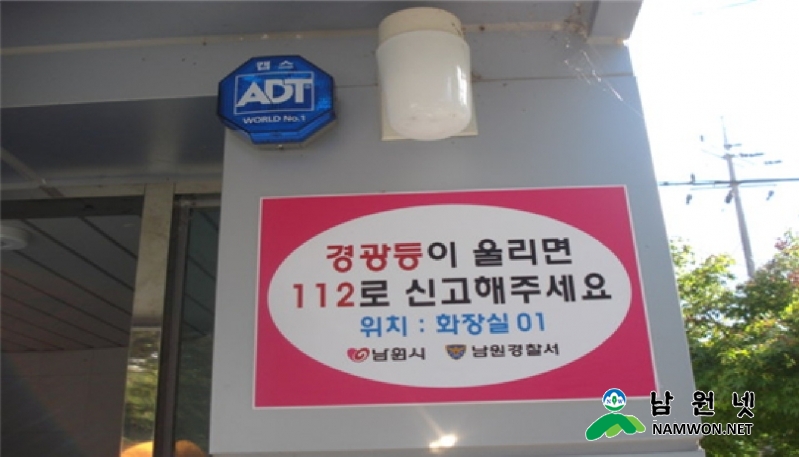 캡스
ADT
WORLD No.1
경광등이 울리면
112로 신고해주세요
위치 : 화장실 01
남원시 남원경찰서
남원넷
NAMWON.NET